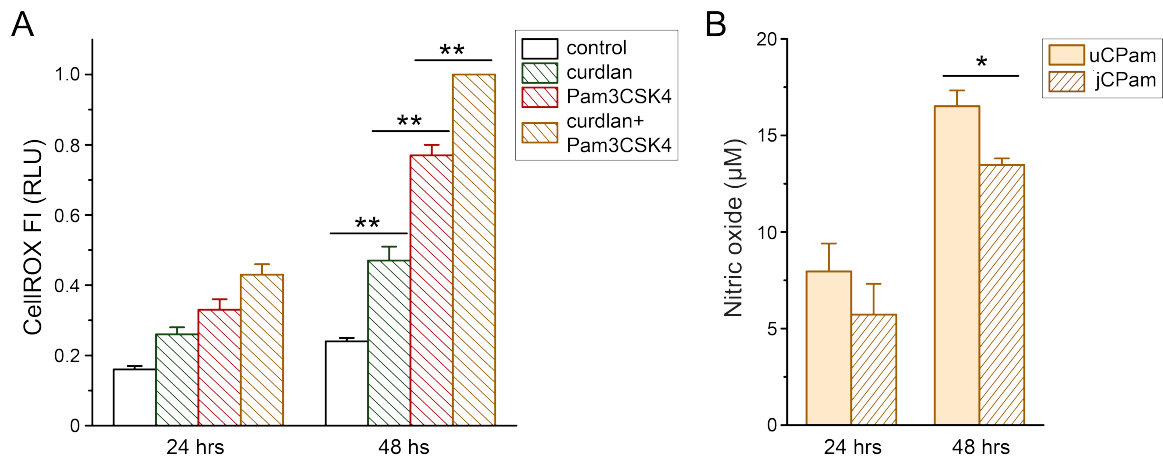 A
CellROX FI (RLU)
1.0
0.8
0.6
0.4
0.2
0
24 hrs
48 hs
**
**
**
control
curdlan
Pam3CSK4
curdlan+
Pam3CSK4
B
Nitric oxide (µM)
20
15
10
5
0
24 hrs
48 hrs
*
uCPam
jCPam